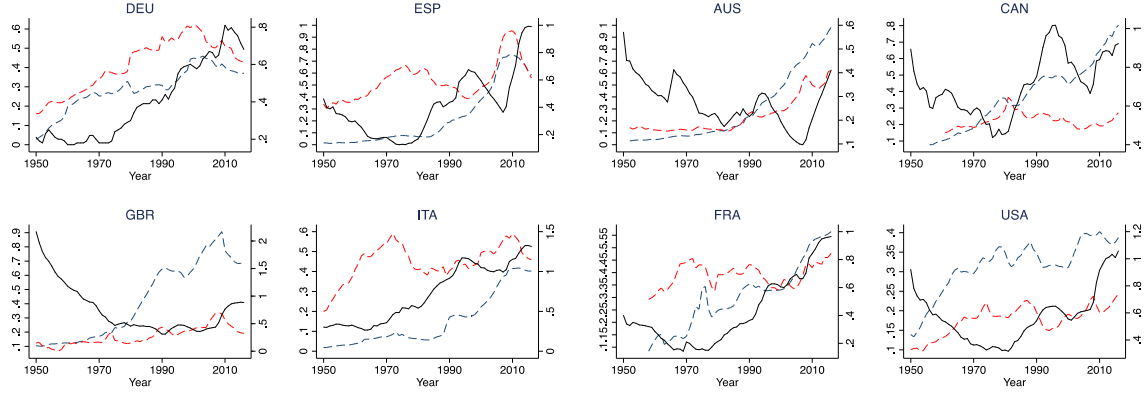 DEU ESP AUS CAN
0 .1 .2 .3 .4 .5 .6
.2 .4 .6 .8
1950 1970 1990 2010
Year
0 .1 .2 .3 .4 .5 .6 .7 .8 .9 1
.2 .4 .6 .8 1
1950 1970 1990 2010
Year
0 .1 .2 .3 .4 .5 .6 .7 .8 .9 1
.1 .2 .3 .4 .5 .6
1950 1970 1990 2010
Year
.1 .2 .3 .4 .5 .6 .7 .8
.4 .6 .8 1
1950 1970 1990 2010
Year
GBR ITA FRA USA
.1 .2 .3 .4 .5 .6 .7 .8 .9
0 .5 1 1.5 2
1950 1970 1990 2010
Year
0 .1 .2 .3 .4 .5 .6
0 .5 1 1.5
1950 1970 1990 2010
Year
.1 .15 .2 .25 .3 .35 .4 .45 .5 .55
.2 .4 .6 .8 1
1950 1970 1990 2010
Year
.1 .15 .2 .25 .3 .35 .4
.4 .6 .8 1 1.2
1950 1970 1990 2010
Year